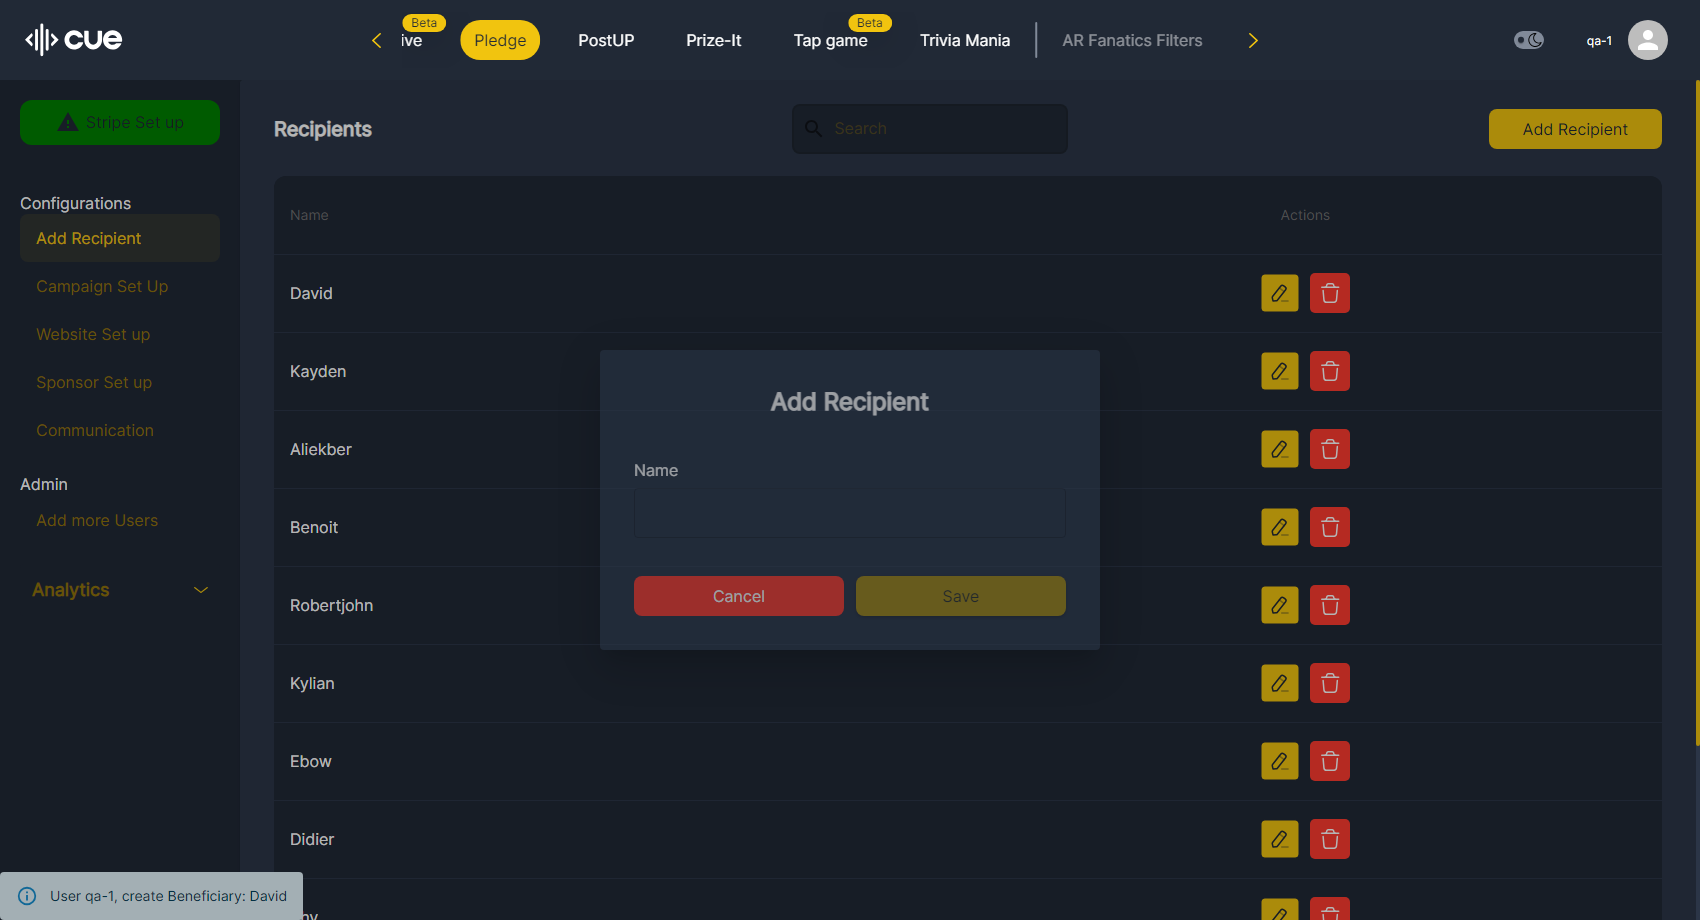 cue
ive
Beta
Pledge
PostUP
Prize-It
Tap game
Beta
Trivia Mania
AR Fanatics Filters
qa-1
Stripe Set up
Configurations
Add Recipient
Campaign Set Up
Website Set up
Sponsor Set up
Communication
Admin
Add more Users
Analytics
Recipients
Search
Add Recipient
Name
Actions
David
Kayden
Aliekber
Benoit
Robertjohn
Kylian
Ebow
Didier
Add Recipient
Name
Cancel
Save
User qa-1, create Beneficiary: David